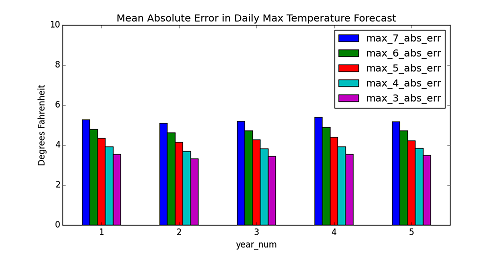 Mean Absolute Error in Daily Max Temperature Forecast
10
8
6
4
2
0
Degrees Fahrenheit
max_7_abs_err
max_6_abs_err
max_5_abs_err
max_4_abs_err
max_3_abs_err
1 2 3 4 5
year_num